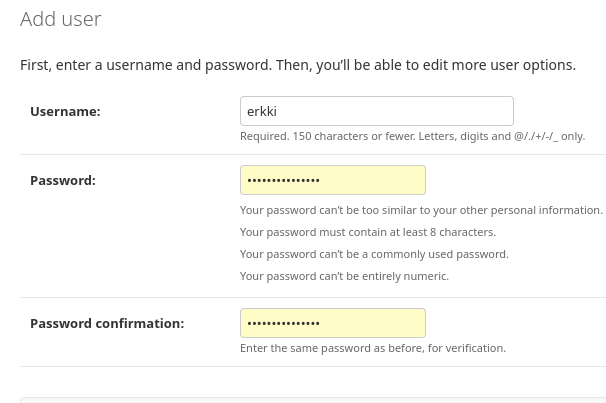 Add user
First, enter a username and password. Then, you’ll be able to edit more user options.
Username:
erkki
Required. 150 characters or fewer. Letters, digits and @/./+/-/_ only.
Password:
•••••••••••••••
Your password can’t be too similar to your other personal information.
Your password must contain at least 8 characters.
Your password can’t be a commonly used password.
Your password can’t be entirely numeric.
Password confirmation:
•••••••••••••••
Enter the same password as before, for verification.